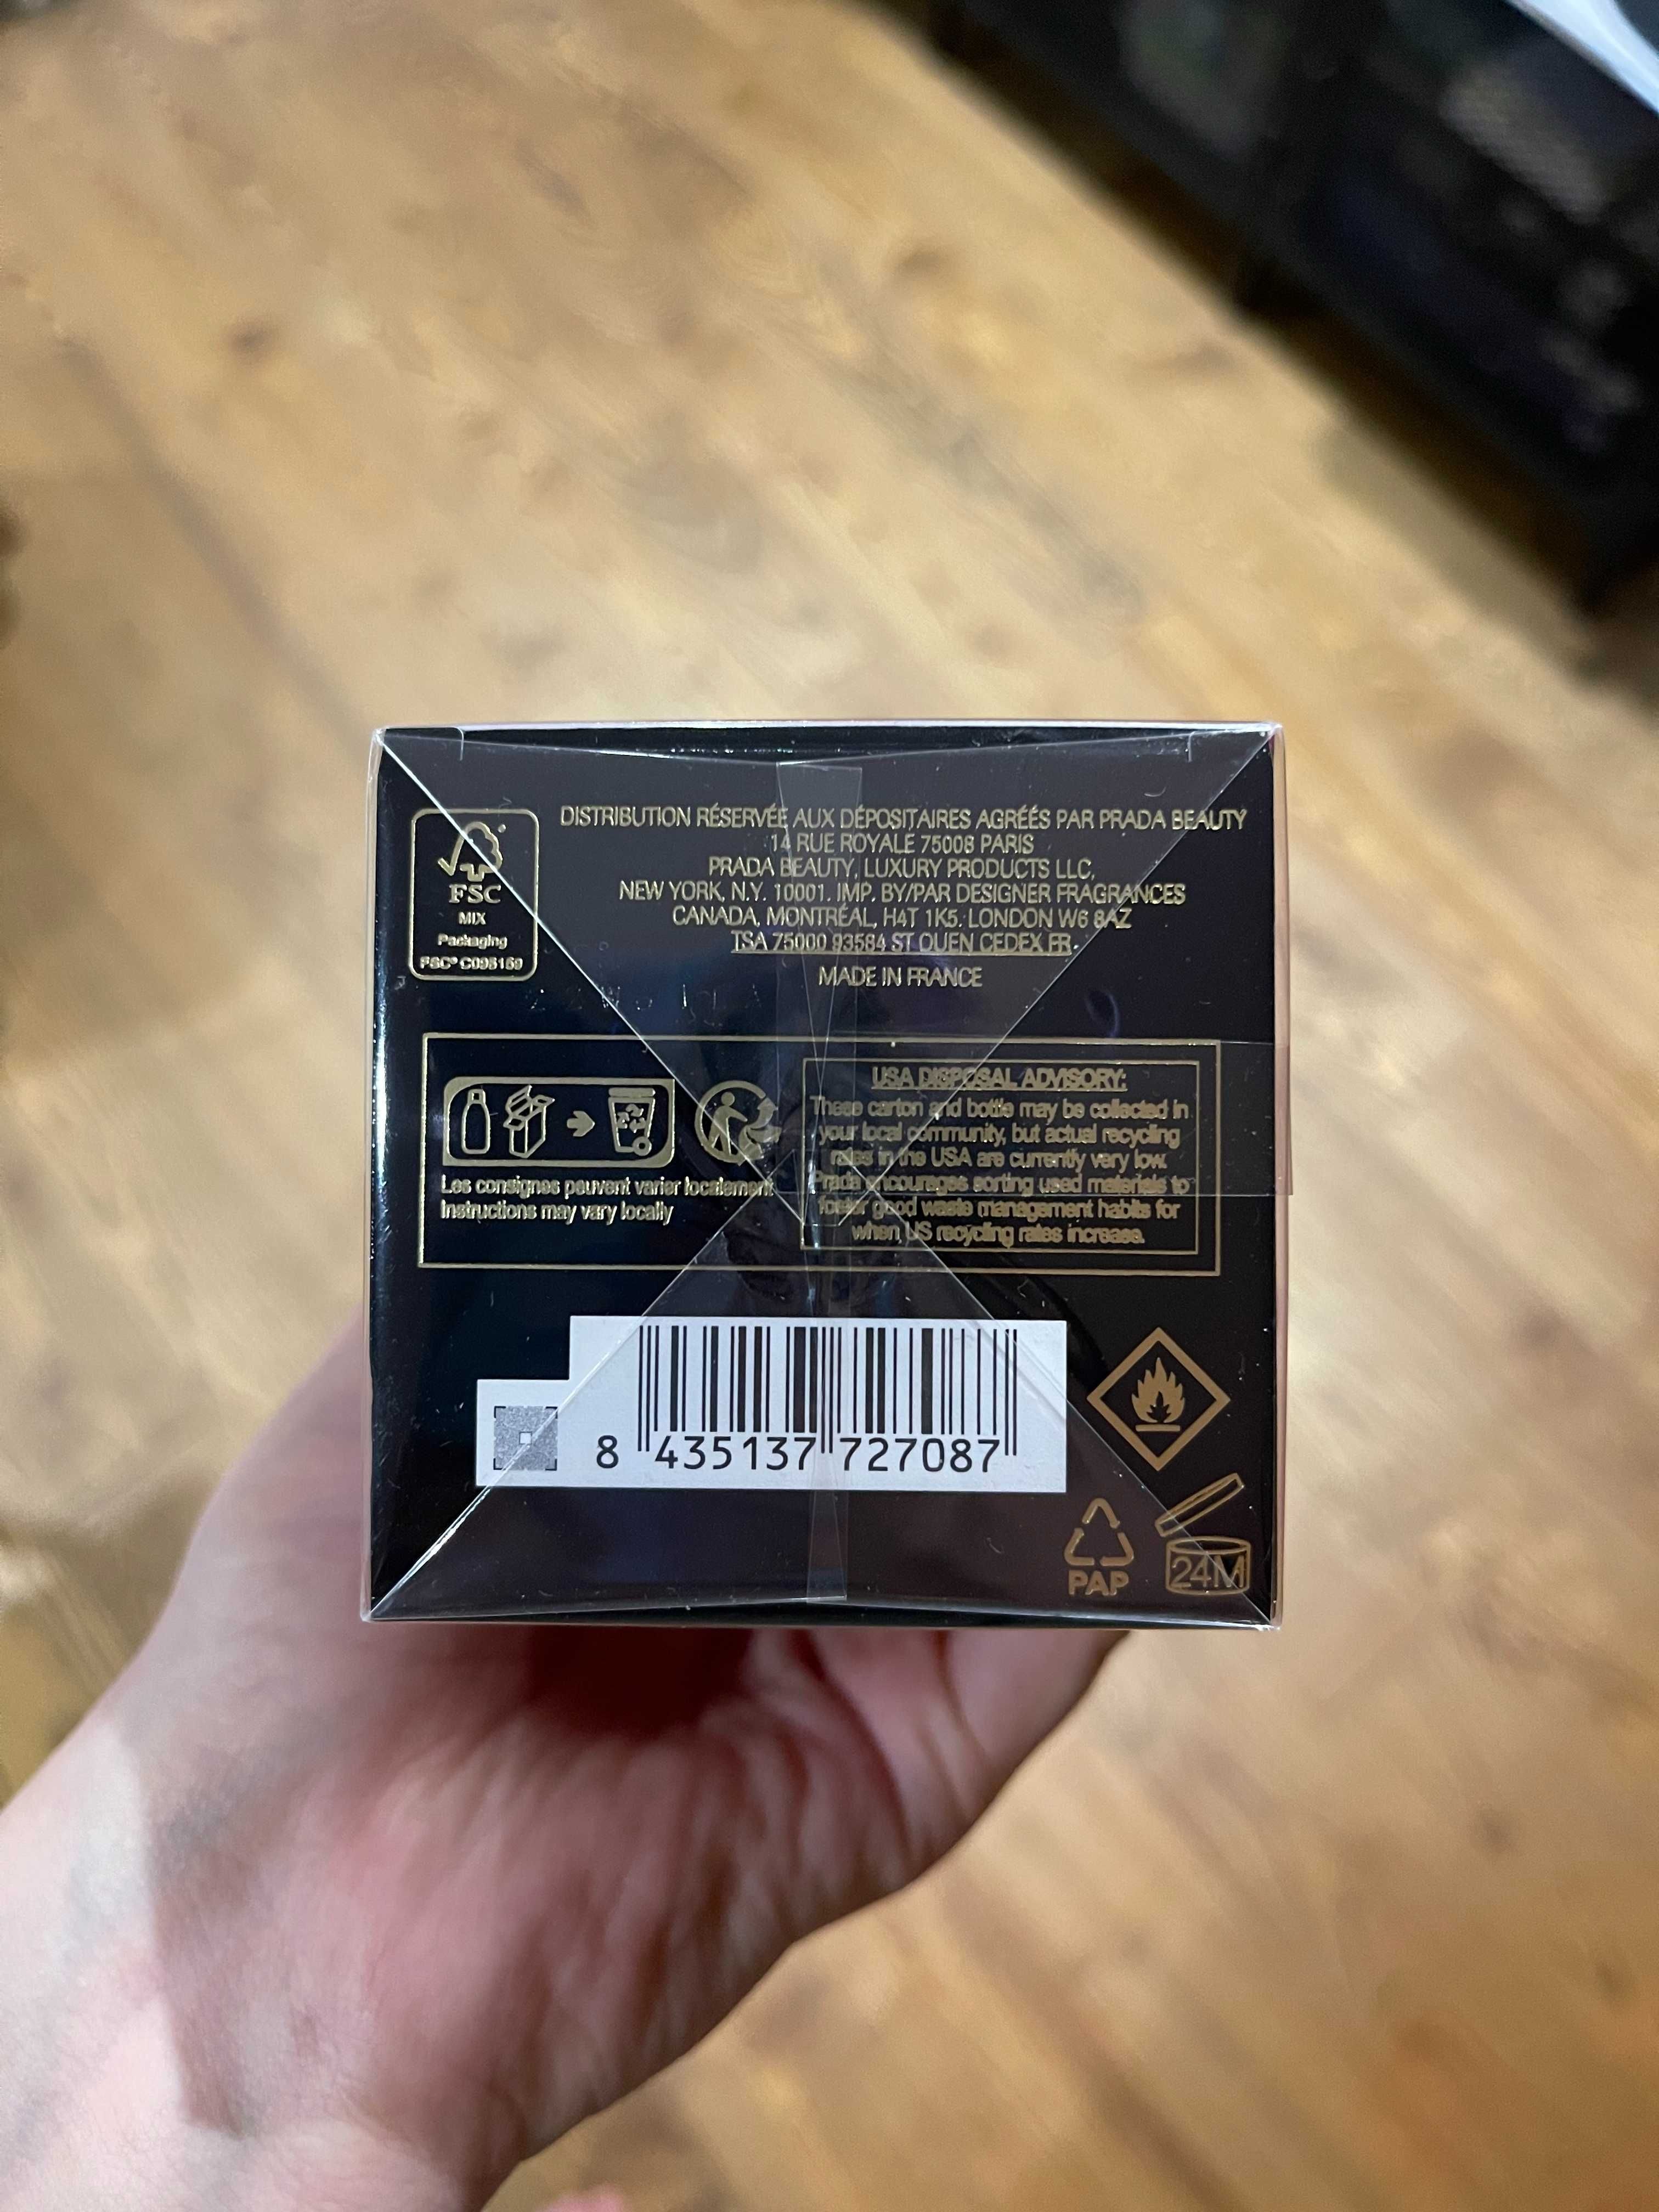 FSC
MIX
Packaging
FSC® C095159
DISTRIBUTION RÉSERVÉE AUX DÉPOSITAIRES AGRÉÉS PAR PRADA BEAUTY
14 RUE ROYALE 75008 PARIS
PRADA BEAUTY, LUXURY PRODUCTS LLC,
NEW YORK, N.Y. 10001. IMP. BY/PAR DESIGNER FRAGRANCES
CANADA, MONTRÉAL, H4T 1K5. LONDON W6 8AZ
TSA 75000 93584 ST OUEN CEDEX FR.
MADE IN FRANCE
Les consignes peuvent varier localement
Instructions may vary locally
USA DISPOSAL ADVISORY:
These carton and bottle may be collected in
your local community, but actual recycling
rates in the USA are currently very low.
Prada encourages sorting used materials to
foster good waste management habits for
when US recycling rates increase.
8 435137 727087
PAP
24M